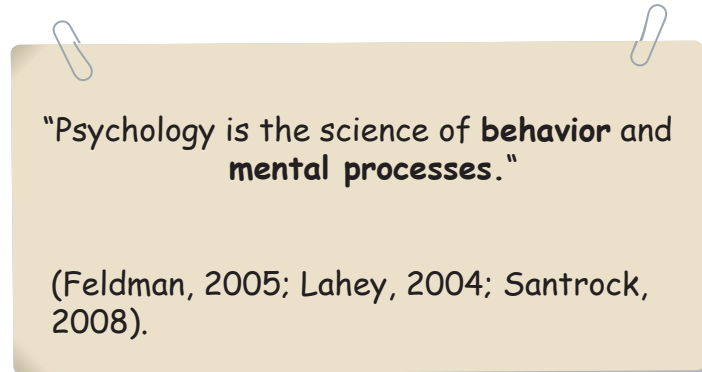 “Psychology is the science of behavior and
mental processes.“
(Feldman, 2005; Lahey, 2004; Santrock,
2008).